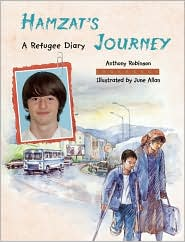 HAMZAT'S
JOURNEY
A Refugee Diary
Anthony Robinson
Illustrated by June Allan